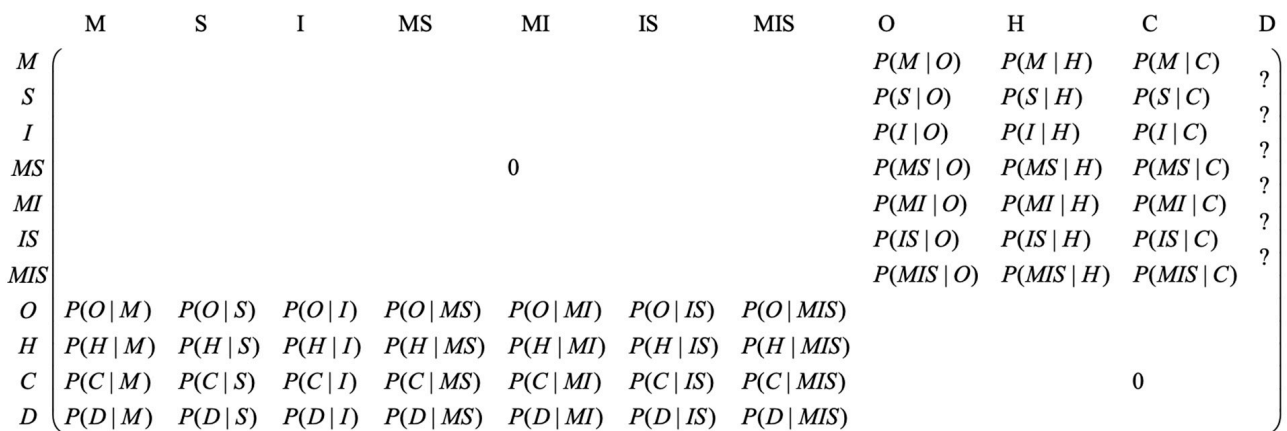 M S I MS MI IS MIS O H C D
M P(M | O) P(M | H) P(M | C) ?
S P(S | O) P(S | H) P(S | C) ?
I P(I | O) P(I | H) P(I | C) ?
MS 0 P(MS | O) P(MS | H) P(MS | C) ?
MI P(MI | O) P(MI | H) P(MI | C) ?
IS P(IS | O) P(IS | H) P(IS | C) ?
MIS P(MIS | O) P(MIS | H) P(MIS | C)
O P(O | M) P(O | S) P(O | I) P(O | MS) P(O | MI) P(O | IS) P(O | MIS)
H P(H | M) P(H | S) P(H | I) P(H | MS) P(H | MI) P(H | IS) P(H | MIS)
C P(C | M) P(C | S) P(C | I) P(C | MS) P(C | MI) P(C | IS) P(C | MIS) 0
D P(D | M) P(D | S) P(D | I) P(D | MS) P(D | MI) P(D | IS) P(D | MIS)